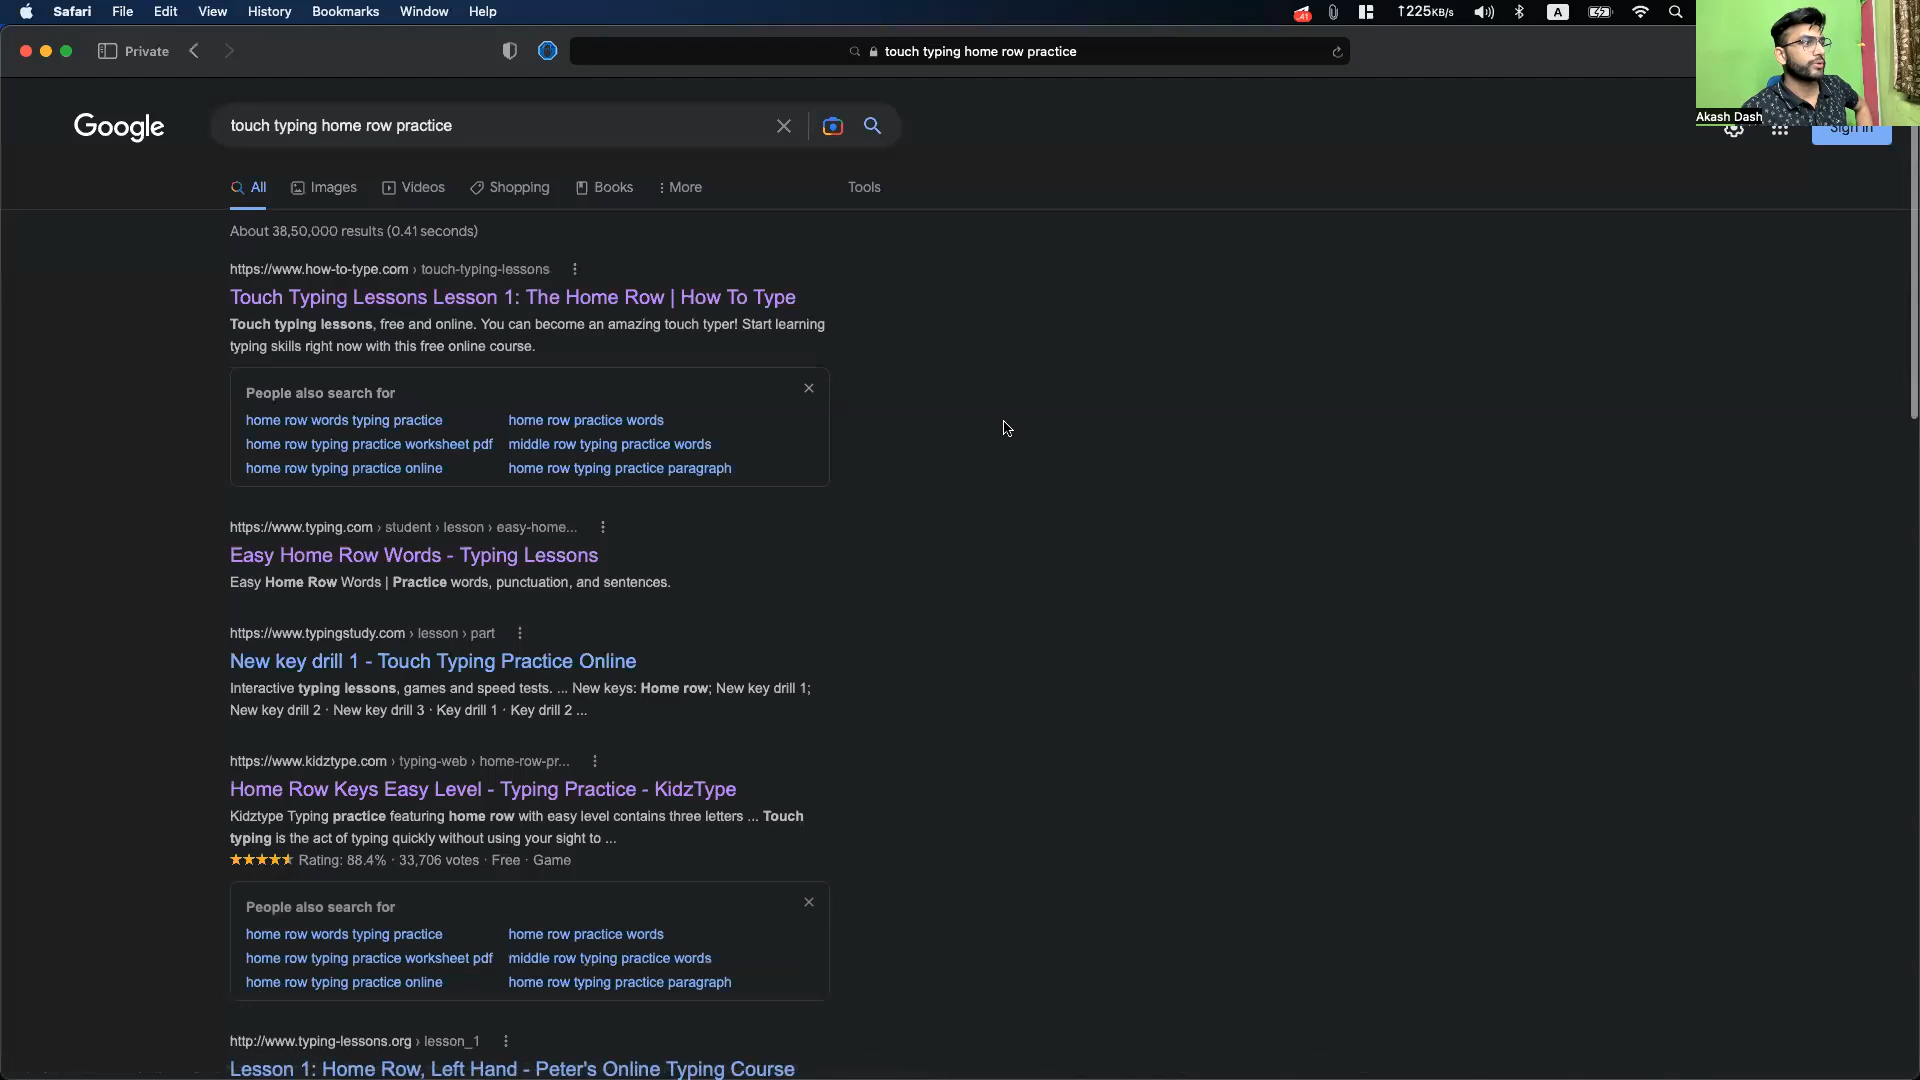 Safari File Edit View History Bookmarks Window Help
↑225KB/s A
Private
touch typing home row practice
Akash Dash
Google
touch typing home row practice
Sign in
All Images Videos Shopping Books More Tools
About 38,50,000 results (0.41 seconds)
https://www.how-to-type.com › touch-typing-lessons
Touch Typing Lessons Lesson 1: The Home Row | How To Type
Touch typing lessons, free and online. You can become an amazing touch typer! Start learning
typing skills right now with this free online course.
People also search for
home row words typing practice home row practice words
home row typing practice worksheet pdf middle row typing practice words
home row typing practice online home row typing practice paragraph
https://www.typing.com › student › lesson › easy-home...
Easy Home Row Words - Typing Lessons
Easy Home Row Words | Practice words, punctuation, and sentences.
https://www.typingstudy.com › lesson › part
New key drill 1 - Touch Typing Practice Online
Interactive typing lessons, games and speed tests. ... New keys: Home row; New key drill 1;
New key drill 2 · New key drill 3 · Key drill 1 · Key drill 2 ...
https://www.kidztype.com › typing-web › home-row-pr...
Home Row Keys Easy Level - Typing Practice - KidzType
Kidztype Typing practice featuring home row with easy level contains three letters ... Touch
typing is the act of typing quickly without using your sight to ...
Rating: 88.4% · 33,706 votes · Free · Game
People also search for
home row words typing practice home row practice words
home row typing practice worksheet pdf middle row typing practice words
home row typing practice online home row typing practice paragraph
http://www.typing-lessons.org › lesson_1
Lesson 1: Home Row, Left Hand - Peter's Online Typing Course